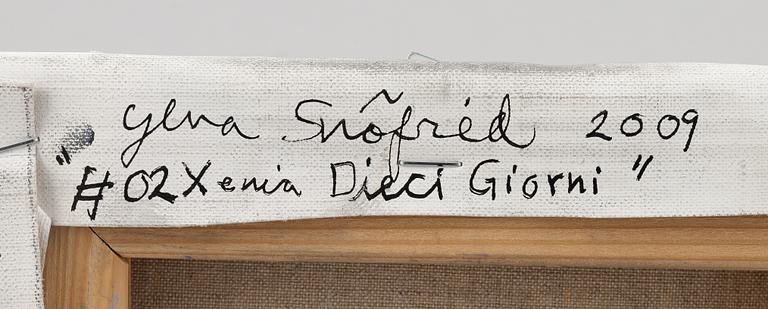 Ylva Snöfrid 2009
"#02 Xenia Dieci Giorni"